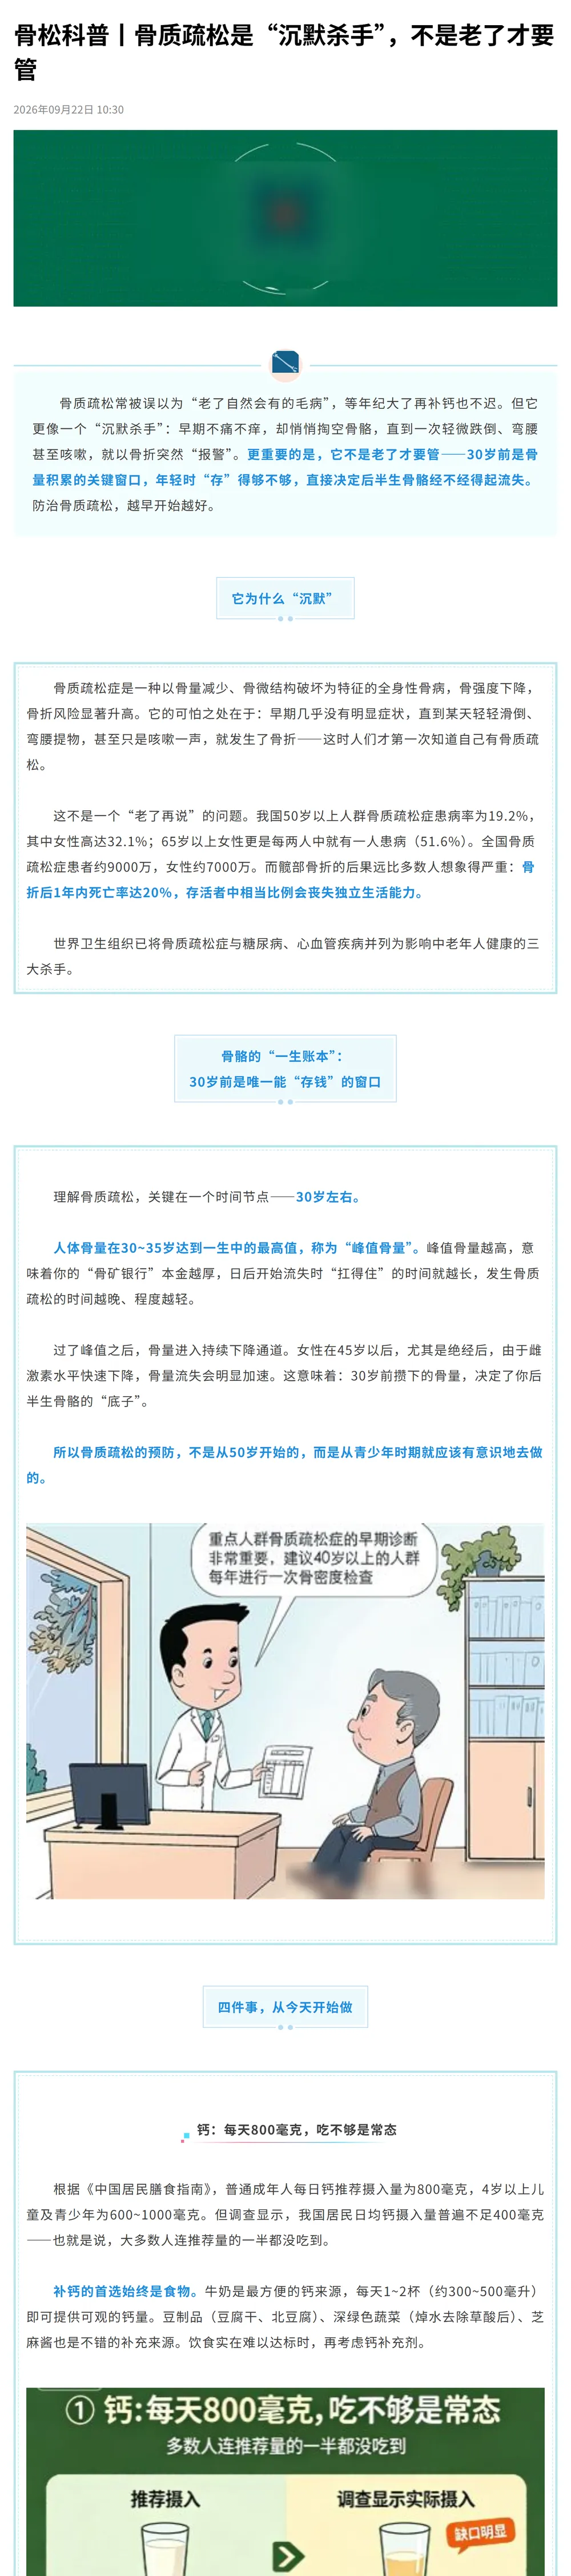 骨松科普丨骨质疏松是“沉默杀手”，不是老了才要
管
2026年09月22日 10:30
骨质疏松常被误以为“老了自然会有的毛病”，等年纪大了再补钙也不迟。但它
更像一个“沉默杀手”：早期不痛不痒，却悄悄掏空骨骼，直到一次轻微跌倒、弯腰
甚至咳嗽，就以骨折突然“报警”。更重要的是，它不是老了才要管——30岁前是骨
量积累的关键窗口，年轻时“存”得够不够，直接决定后半生骨骼经不经得起流失。
防治骨质疏松，越早开始越好。
它为什么“沉默”
骨质疏松症是一种以骨量减少、骨微结构破坏为特征的全身性骨病，骨强度下降，
骨折风险显著升高。它的可怕之处在于：早期几乎没有明显症状，直到某天轻轻滑倒、
弯腰提物，甚至只是咳嗽一声，就发生了骨折——这时人们才第一次知道自己有骨质疏
松。
这不是一个“老了再说”的问题。我国50岁以上人群骨质疏松症患病率为19.2%，
其中女性高达32.1%；65岁以上女性更是每两人中就有一人患病（51.6%）。全国骨质
疏松症患者约9000万，女性约7000万。而髋部骨折的后果远比多数人想象得严重：骨
折后1年内死亡率达20%，存活者中相当比例会丧失独立生活能力。
世界卫生组织已将骨质疏松症与糖尿病、心血管疾病并列为影响中老年人健康的三
大杀手。
骨骼的“一生账本”：
30岁前是唯一能“存钱”的窗口
理解骨质疏松，关键在一个时间节点——30岁左右。
人体骨量在30~35岁达到一生中的最高值，称为“峰值骨量”。峰值骨量越高，意
味着你的“骨矿银行”本金越厚，日后开始流失时“扛得住”的时间就越长，发生骨质
疏松的时间越晚、程度越轻。
过了峰值之后，骨量进入持续下降通道。女性在45岁以后，尤其是绝经后，由于雌
激素水平快速下降，骨量流失会明显加速。这意味着：30岁前攒下的骨量，决定了你后
半生骨骼的“底子”。
所以骨质疏松的预防，不是从50岁开始的，而是从青少年时期就应该有意识地去做
的。
重点人群骨质疏松症的早期诊断
非常重要，建议40岁以上的人群
每年进行一次骨密度检查
四件事，从今天开始做
钙：每天800毫克，吃不够是常态
根据《中国居民膳食指南》，普通成年人每日钙推荐摄入量为800毫克，4岁以上儿
童及青少年为600~1000毫克。但调查显示，我国居民日均钙摄入量普遍不足400毫克
——也就是说，大多数人连推荐量的一半都没吃到。
补钙的首选始终是食物。牛奶是最方便的钙来源，每天1~2杯（约300~500毫升）
即可提供可观的钙量。豆制品（豆腐干、北豆腐）、深绿色蔬菜（焯水去除草酸后）、芝
麻酱也是不错的补充来源。饮食实在难以达标时，再考虑钙补充剂。
① 钙：每天800毫克，吃不够是常态
多数人连推荐量的一半都没吃到
推荐摄入
调查显示实际摄入
缺口明显